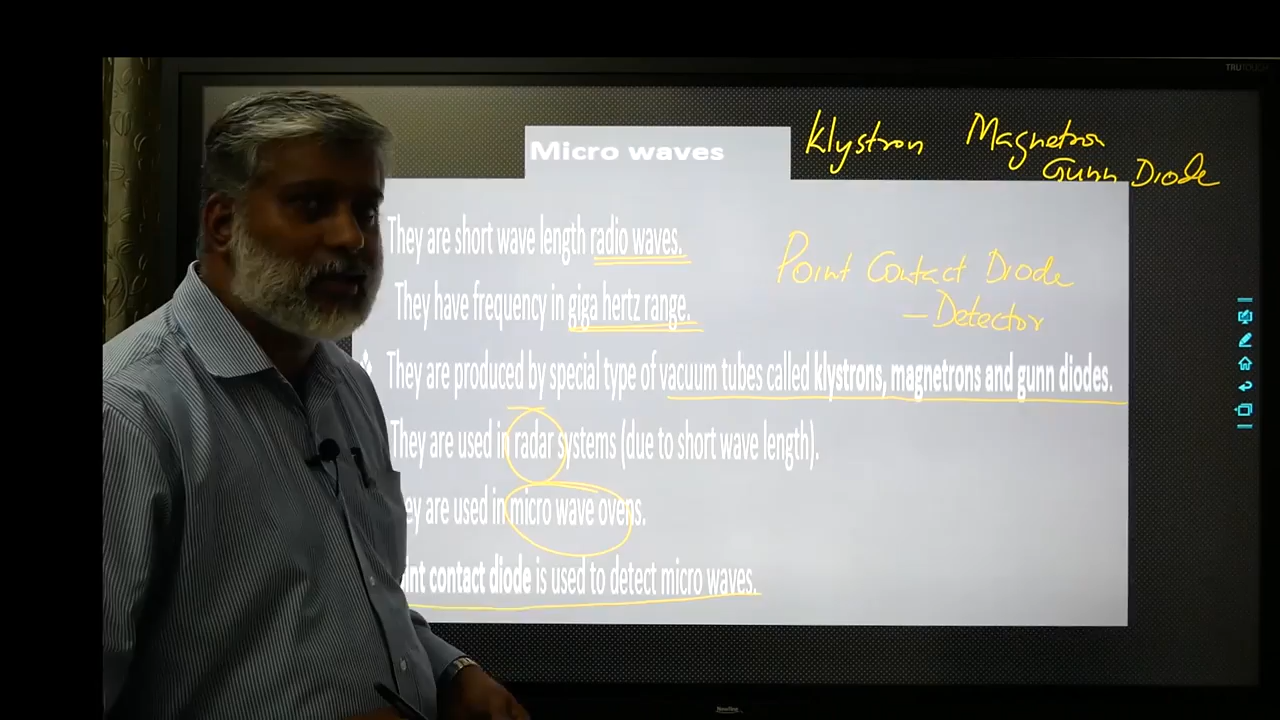 TRUTOUCH
Klystron Magnetron
Gunn Diode
Micro waves
They are short wave length radio waves.
Point Contact Diode
They have frequency in giga hertz range.
– Detector
They are produced by special type of vacuum tubes called klystrons, magnetrons and gunn diodes.
They are used in radar systems (due to short wave length).
ey are used in micro wave ovens.
int contact diode is used to detect micro waves.